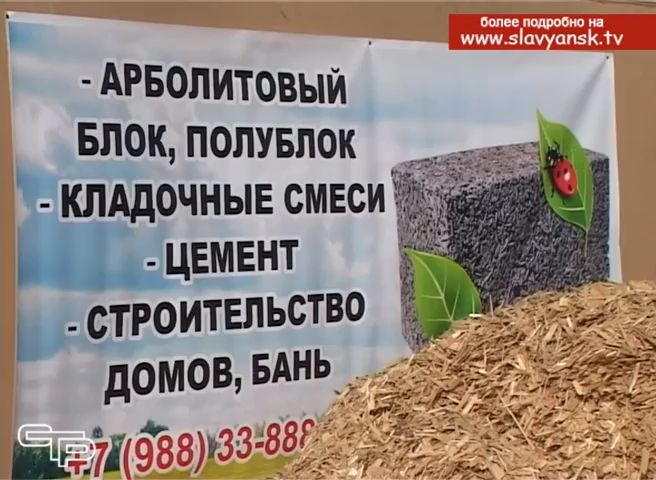 более подробно на
www.slavyansk.tv
- АРБОЛИТОВЫЙ
БЛОК, ПОЛУБЛОК
- КЛАДОЧНЫЕ СМЕСИ
- ЦЕМЕНТ
- СТРОИТЕЛЬСТВО
ДОМОВ, БАНЬ
+7 (988) 33-888
СТВ